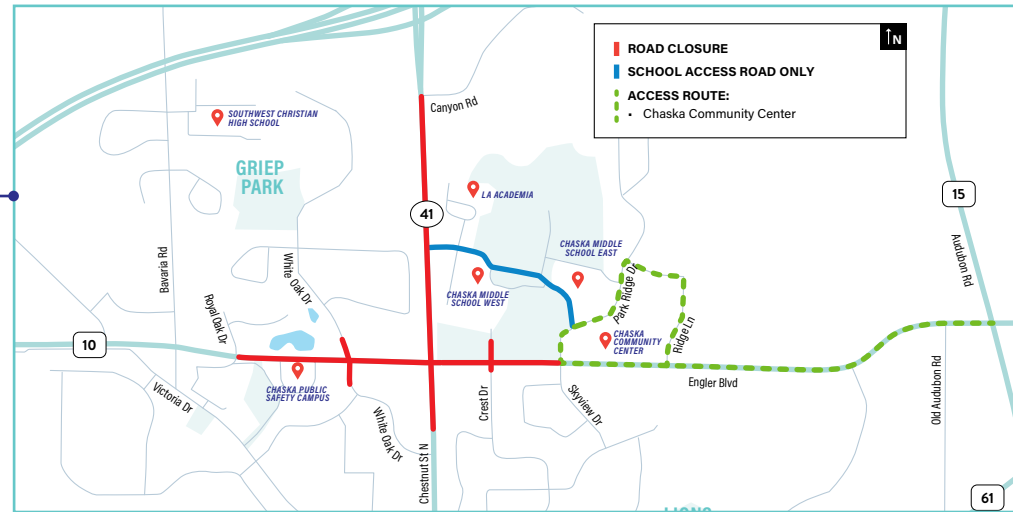 ROAD CLOSURE
SCHOOL ACCESS ROAD ONLY
ACCESS ROUTE:
• Chaska Community Center
↑N
Canyon Rd
SOUTHWEST CHRISTIAN
HIGH SCHOOL
GRIEP
PARK
LA ACADEMIA
41
15
Bavaria Rd
White Oak Dr
CHASKA MIDDLE
SCHOOL EAST
Audubon Rd
CHASKA MIDDLE
SCHOOL WEST
Park Ridge Dr
Royal Oak Dr
Ridge Ln
CHASKA
COMMUNITY
CENTER
10
CHASKA PUBLIC
SAFETY CAMPUS
Engler Blvd
Victoria Dr
Crest Dr
Skyview Dr
Old Audubon Rd
White Oak Dr
Chestnut St N
61
LIONS